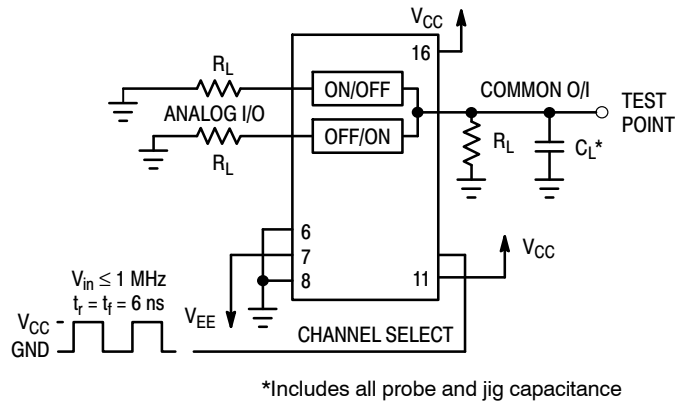 V_CC
16
R_L
ON/OFF
COMMON O/I
TEST
POINT
ANALOG I/O
OFF/ON
R_L
R_L
C_L*
6
7
8
V_CC
11
V_in ≤ 1 MHz
t_r = t_f = 6 ns
V_CC
GND
V_EE
CHANNEL SELECT
*Includes all probe and jig capacitance